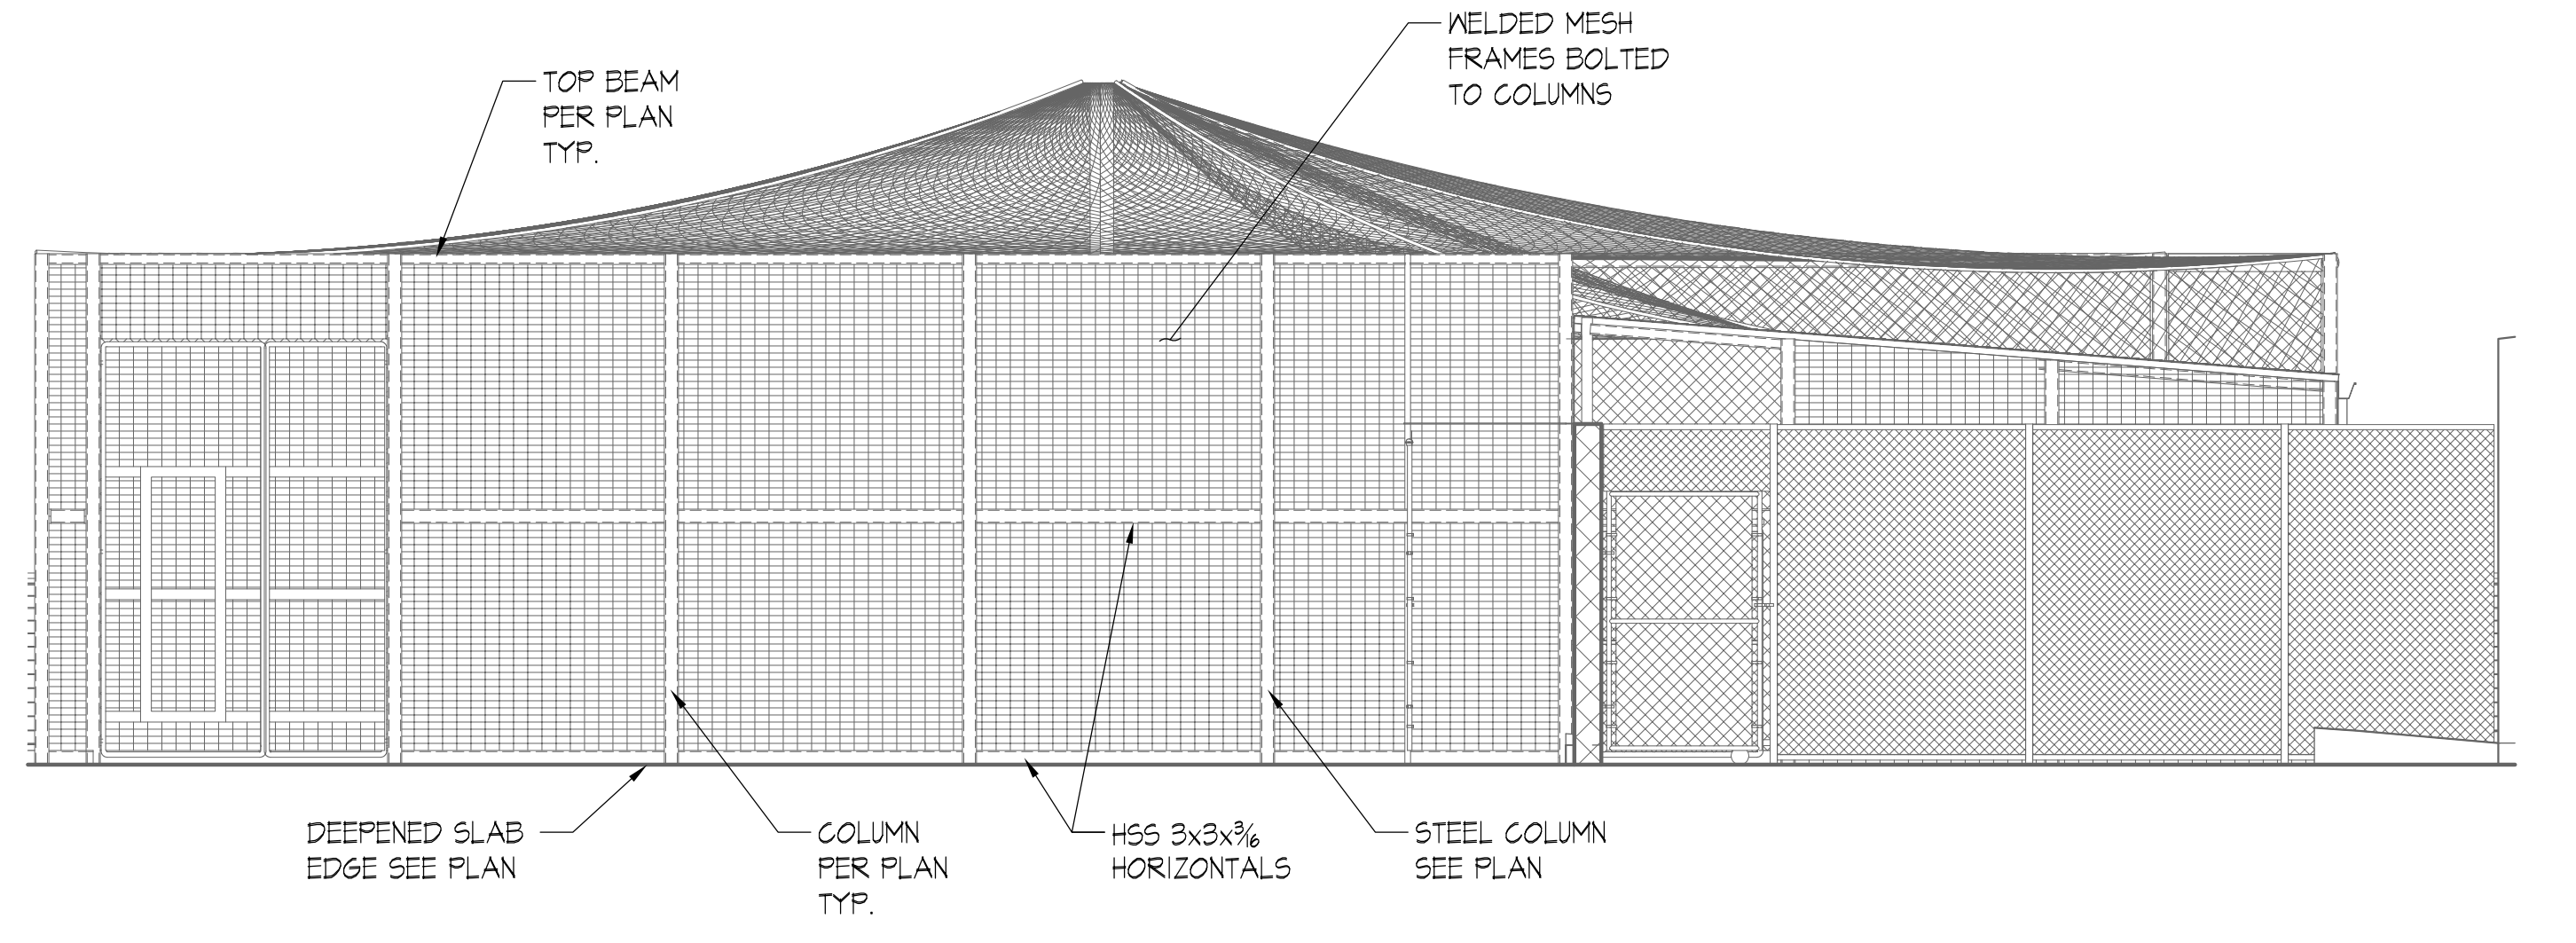 WELDED MESH
FRAMES BOLTED
TO COLUMNS
TOP BEAM
PER PLAN
TYP.
DEEPENED SLAB
EDGE SEE PLAN
COLUMN
PER PLAN
TYP.
HSS 3x3x3/16
HORIZONTALS
STEEL COLUMN
SEE PLAN